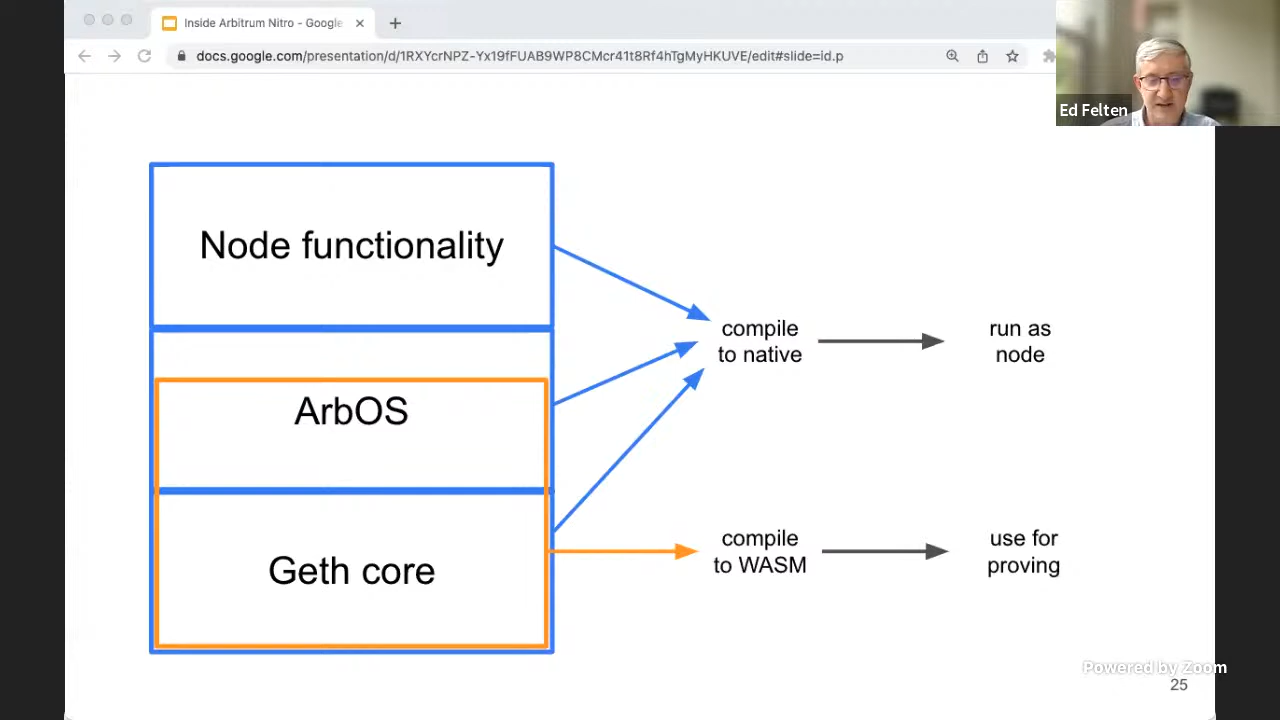 Inside Arbitrum Nitro - Google
docs.google.com/presentation/d/1RXYcrNPZ-Yx19fFUAB9WP8CMcr41t8Rf4hTgMyHKUVE/edit#slide=id.p
Ed Felten
Node functionality
ArbOS
Geth core
compile
to native
run as
node
compile
to WASM
use for
proving
Powered by Zoom
25